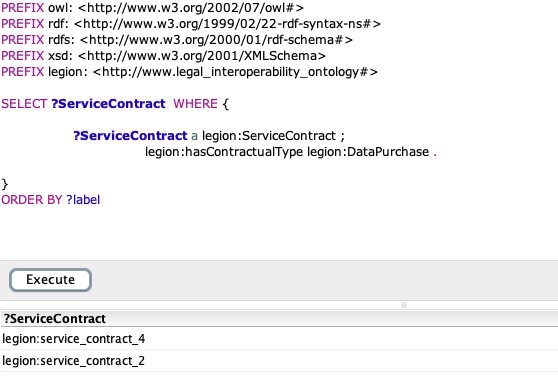 PREFIX owl: <http://www.w3.org/2002/07/owl#>
PREFIX rdf: <http://www.w3.org/1999/02/22-rdf-syntax-ns#>
PREFIX rdfs: <http://www.w3.org/2000/01/rdf-schema#>
PREFIX xsd: <http://www.w3.org/2001/XMLSchema>
PREFIX legion: <http://www.legal_interoperability_ontology#>
SELECT ?ServiceContract  WHERE {
?ServiceContract a legion:ServiceContract ;
legion:hasContractualType legion:DataPurchase .
}
ORDER BY ?label
Execute
?ServiceContract
legion:service_contract_4
legion:service_contract_2